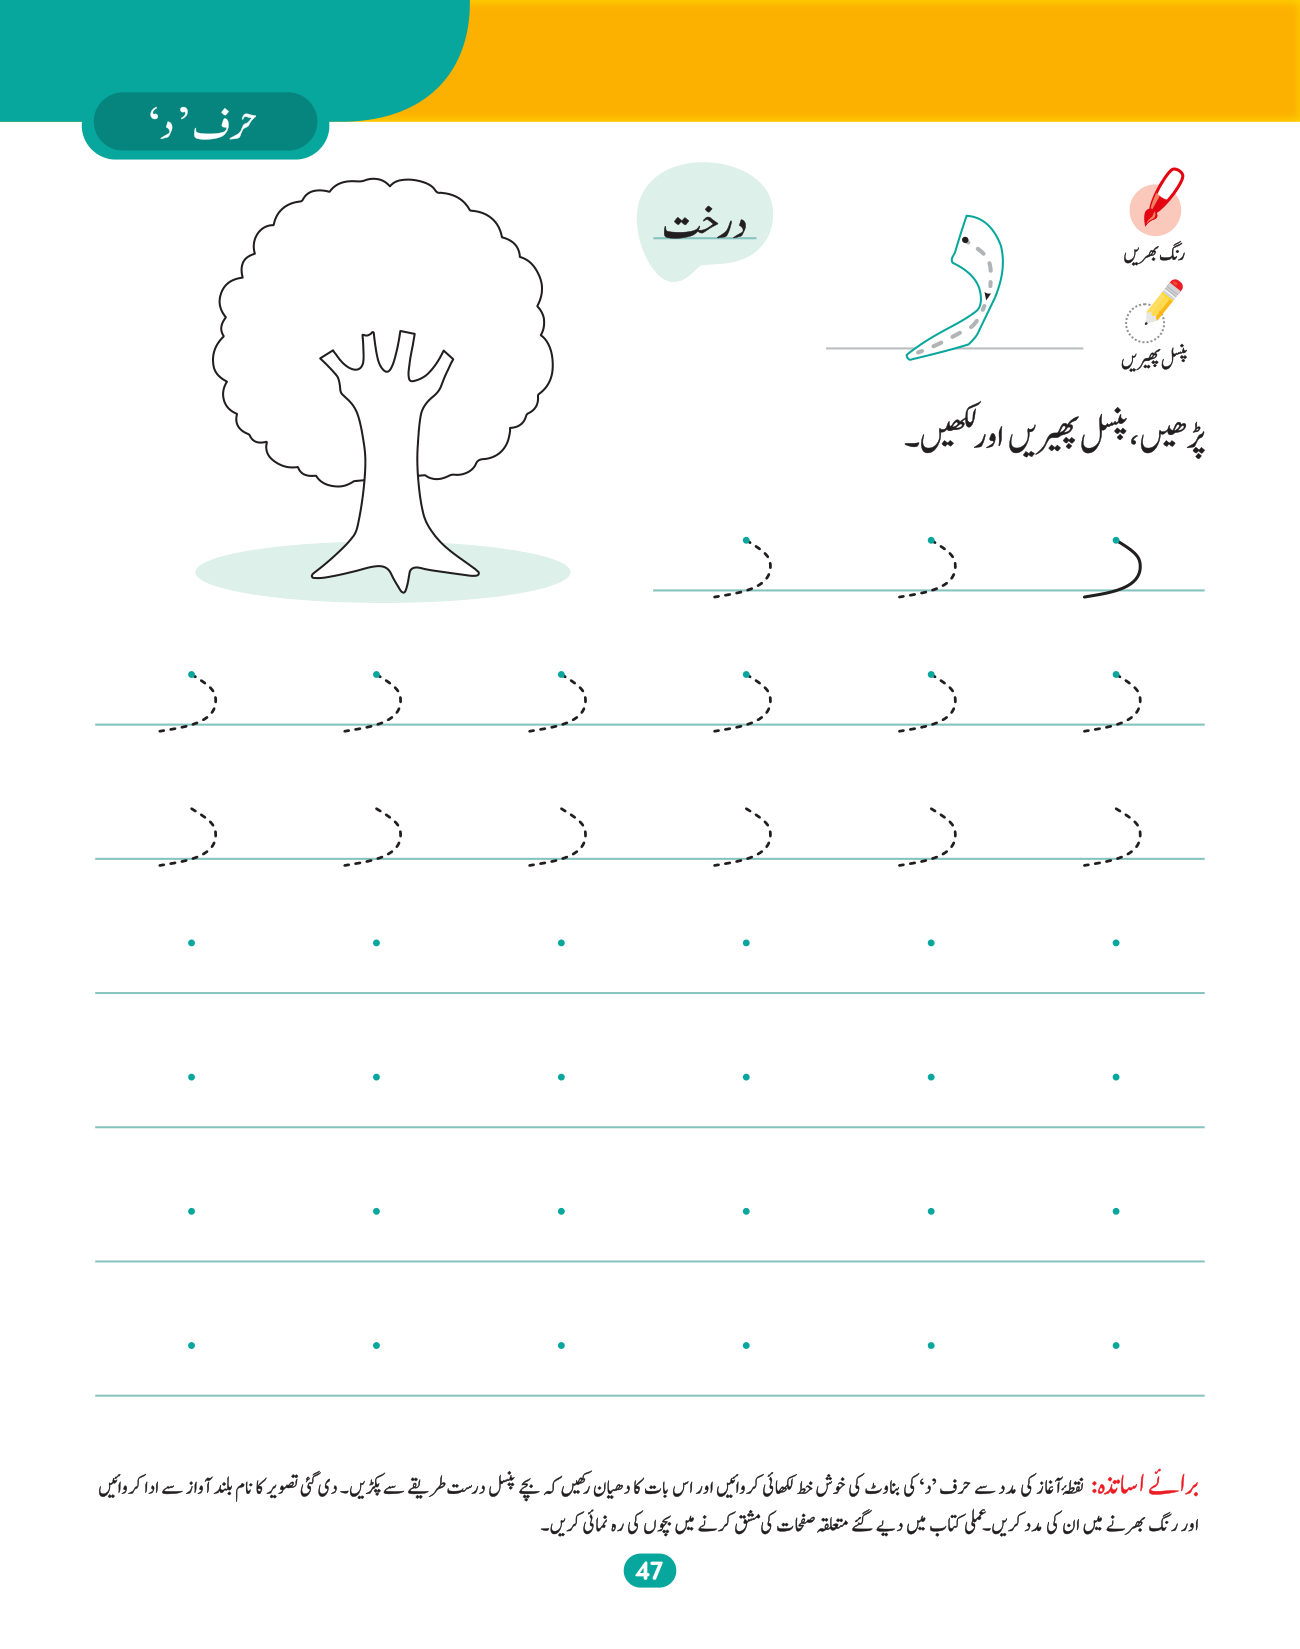 حرف ’د‘
رنگ بھریں
درخت
پنسل پھیریں
پڑھیں، پنسل پھیریں اور لکھیں۔
برائے اساتذہ: نقطۂ آغاز کی مدد سے حرف ’د‘ کی بناوٹ کی خوش خط لکھائی کروائیں اور اس بات کا دھیان رکھیں کہ بچے پنسل درست طریقے سے پکڑیں۔ دی گئی تصویر کا نام بلند آواز سے ادا کروائیں
اور رنگ بھرنے میں ان کی مدد کریں۔ عملی کتاب میں دیے گئے متعلقہ صفحات کی مشق کرنے میں بچوں کی رہ نمائی کریں۔
47